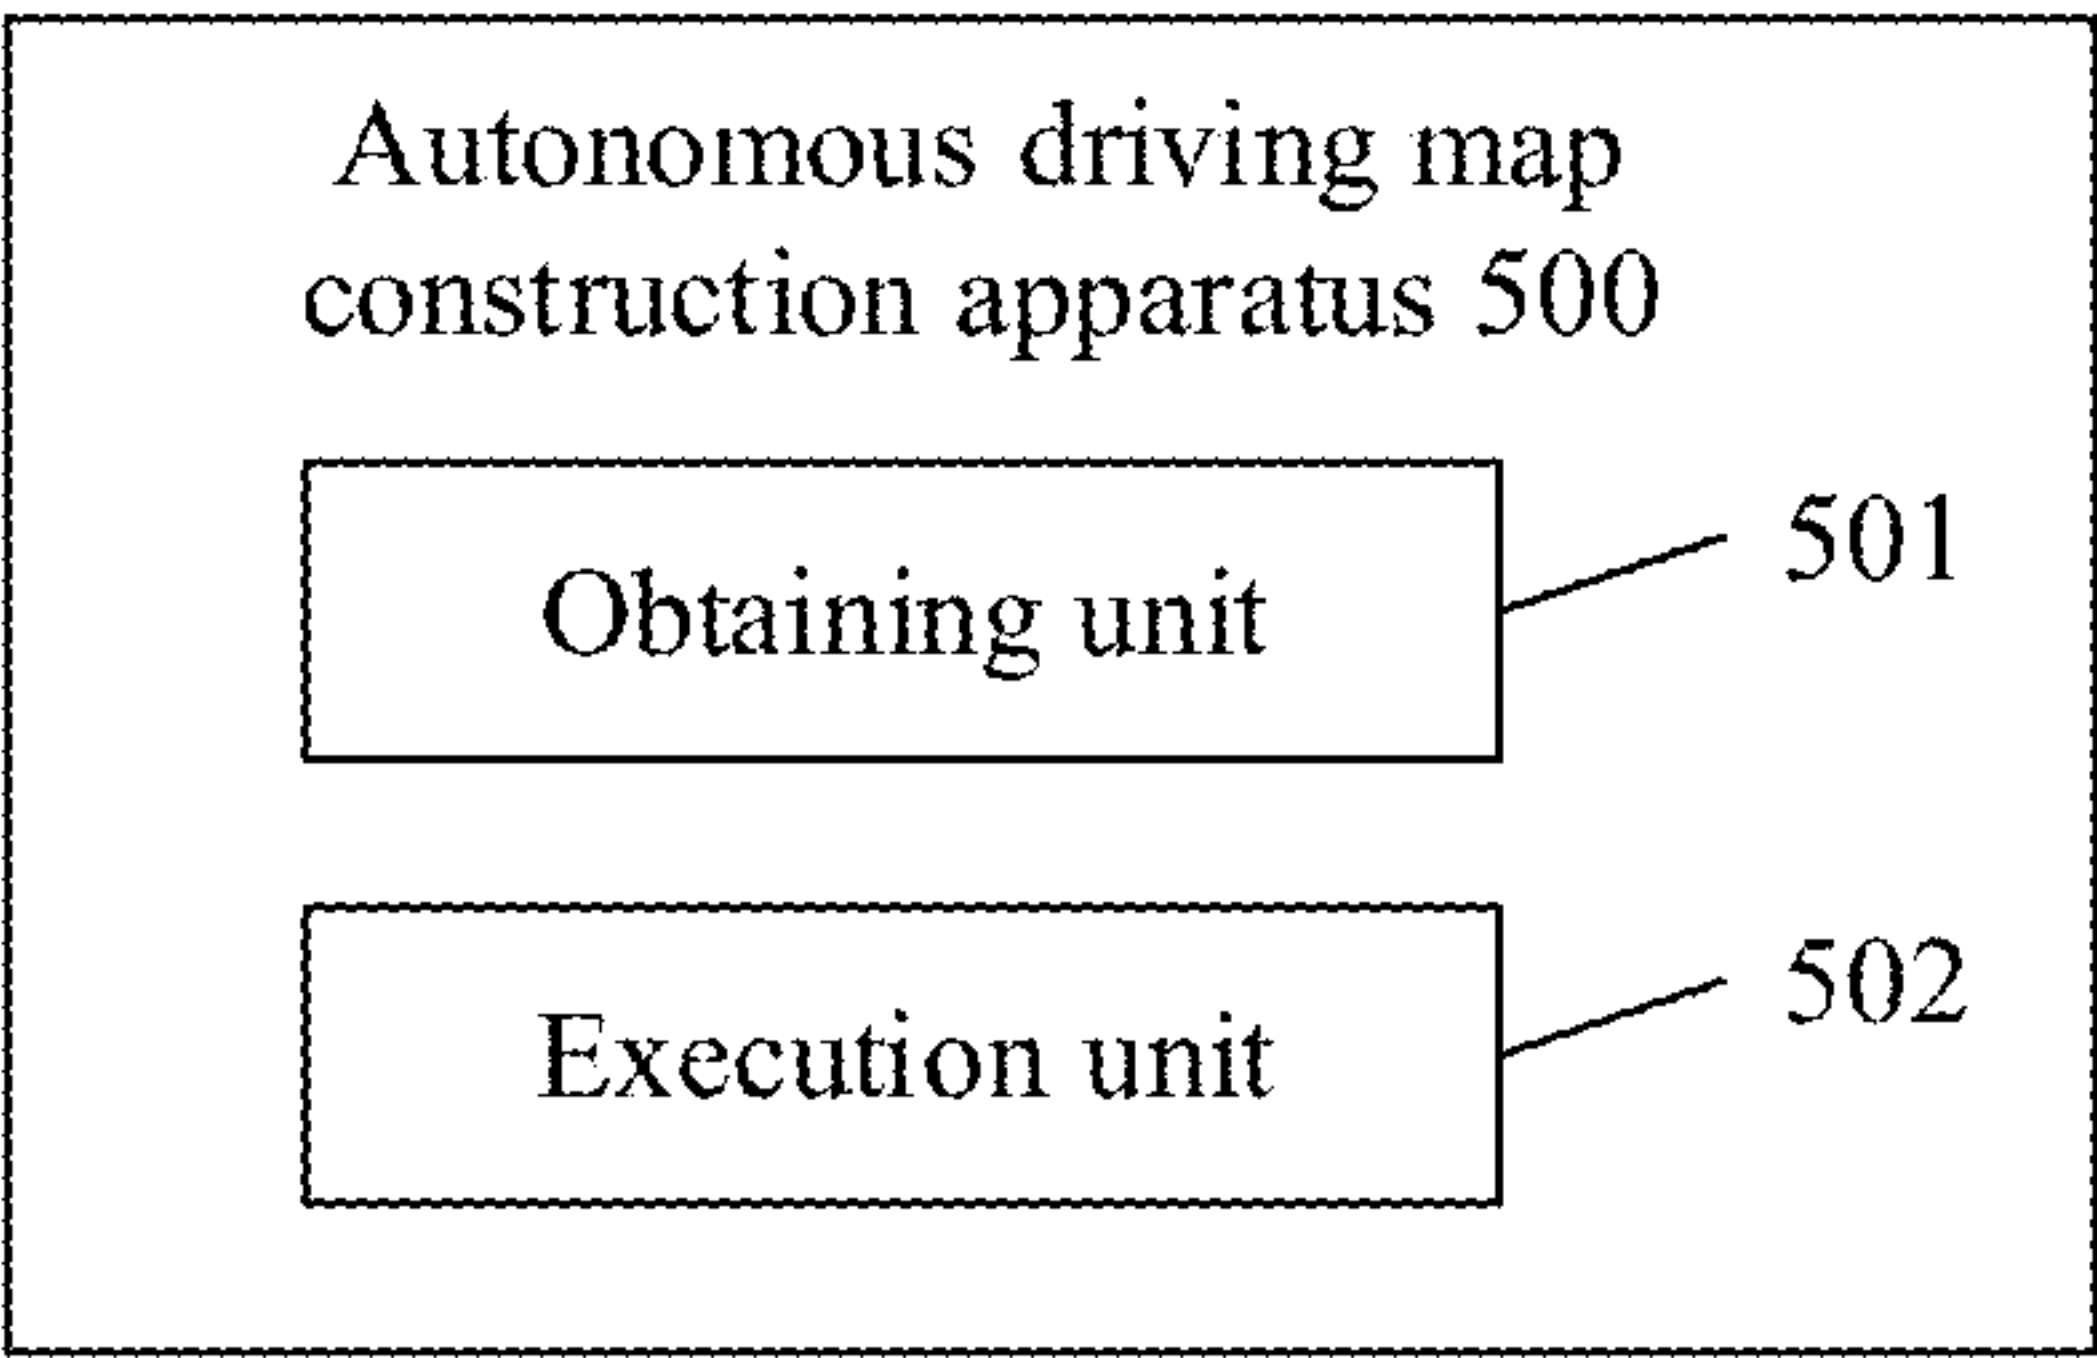 Autonomous driving map
construction apparatus 500
Obtaining unit
501
Execution unit
502